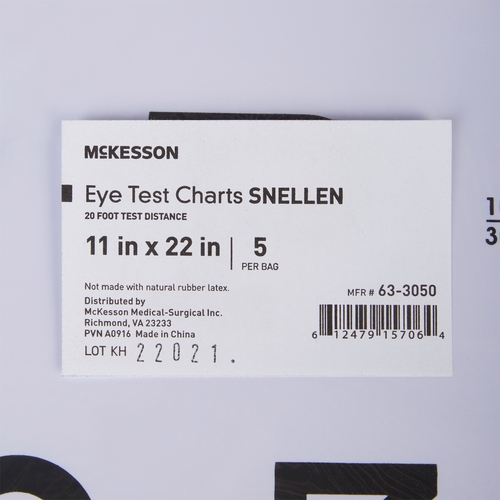 McKESSON
Eye Test Charts SNELLEN
20 FOOT TEST DISTANCE
11 in x 22 in | 5
PER BAG
Not made with natural rubber latex.
MFR # 63-3050
Distributed by
McKesson Medical-Surgical Inc.
Richmond, VA 23233
PVN A0916 Made in China
6 12479 15706 4
LOT KH 22021.
1
3